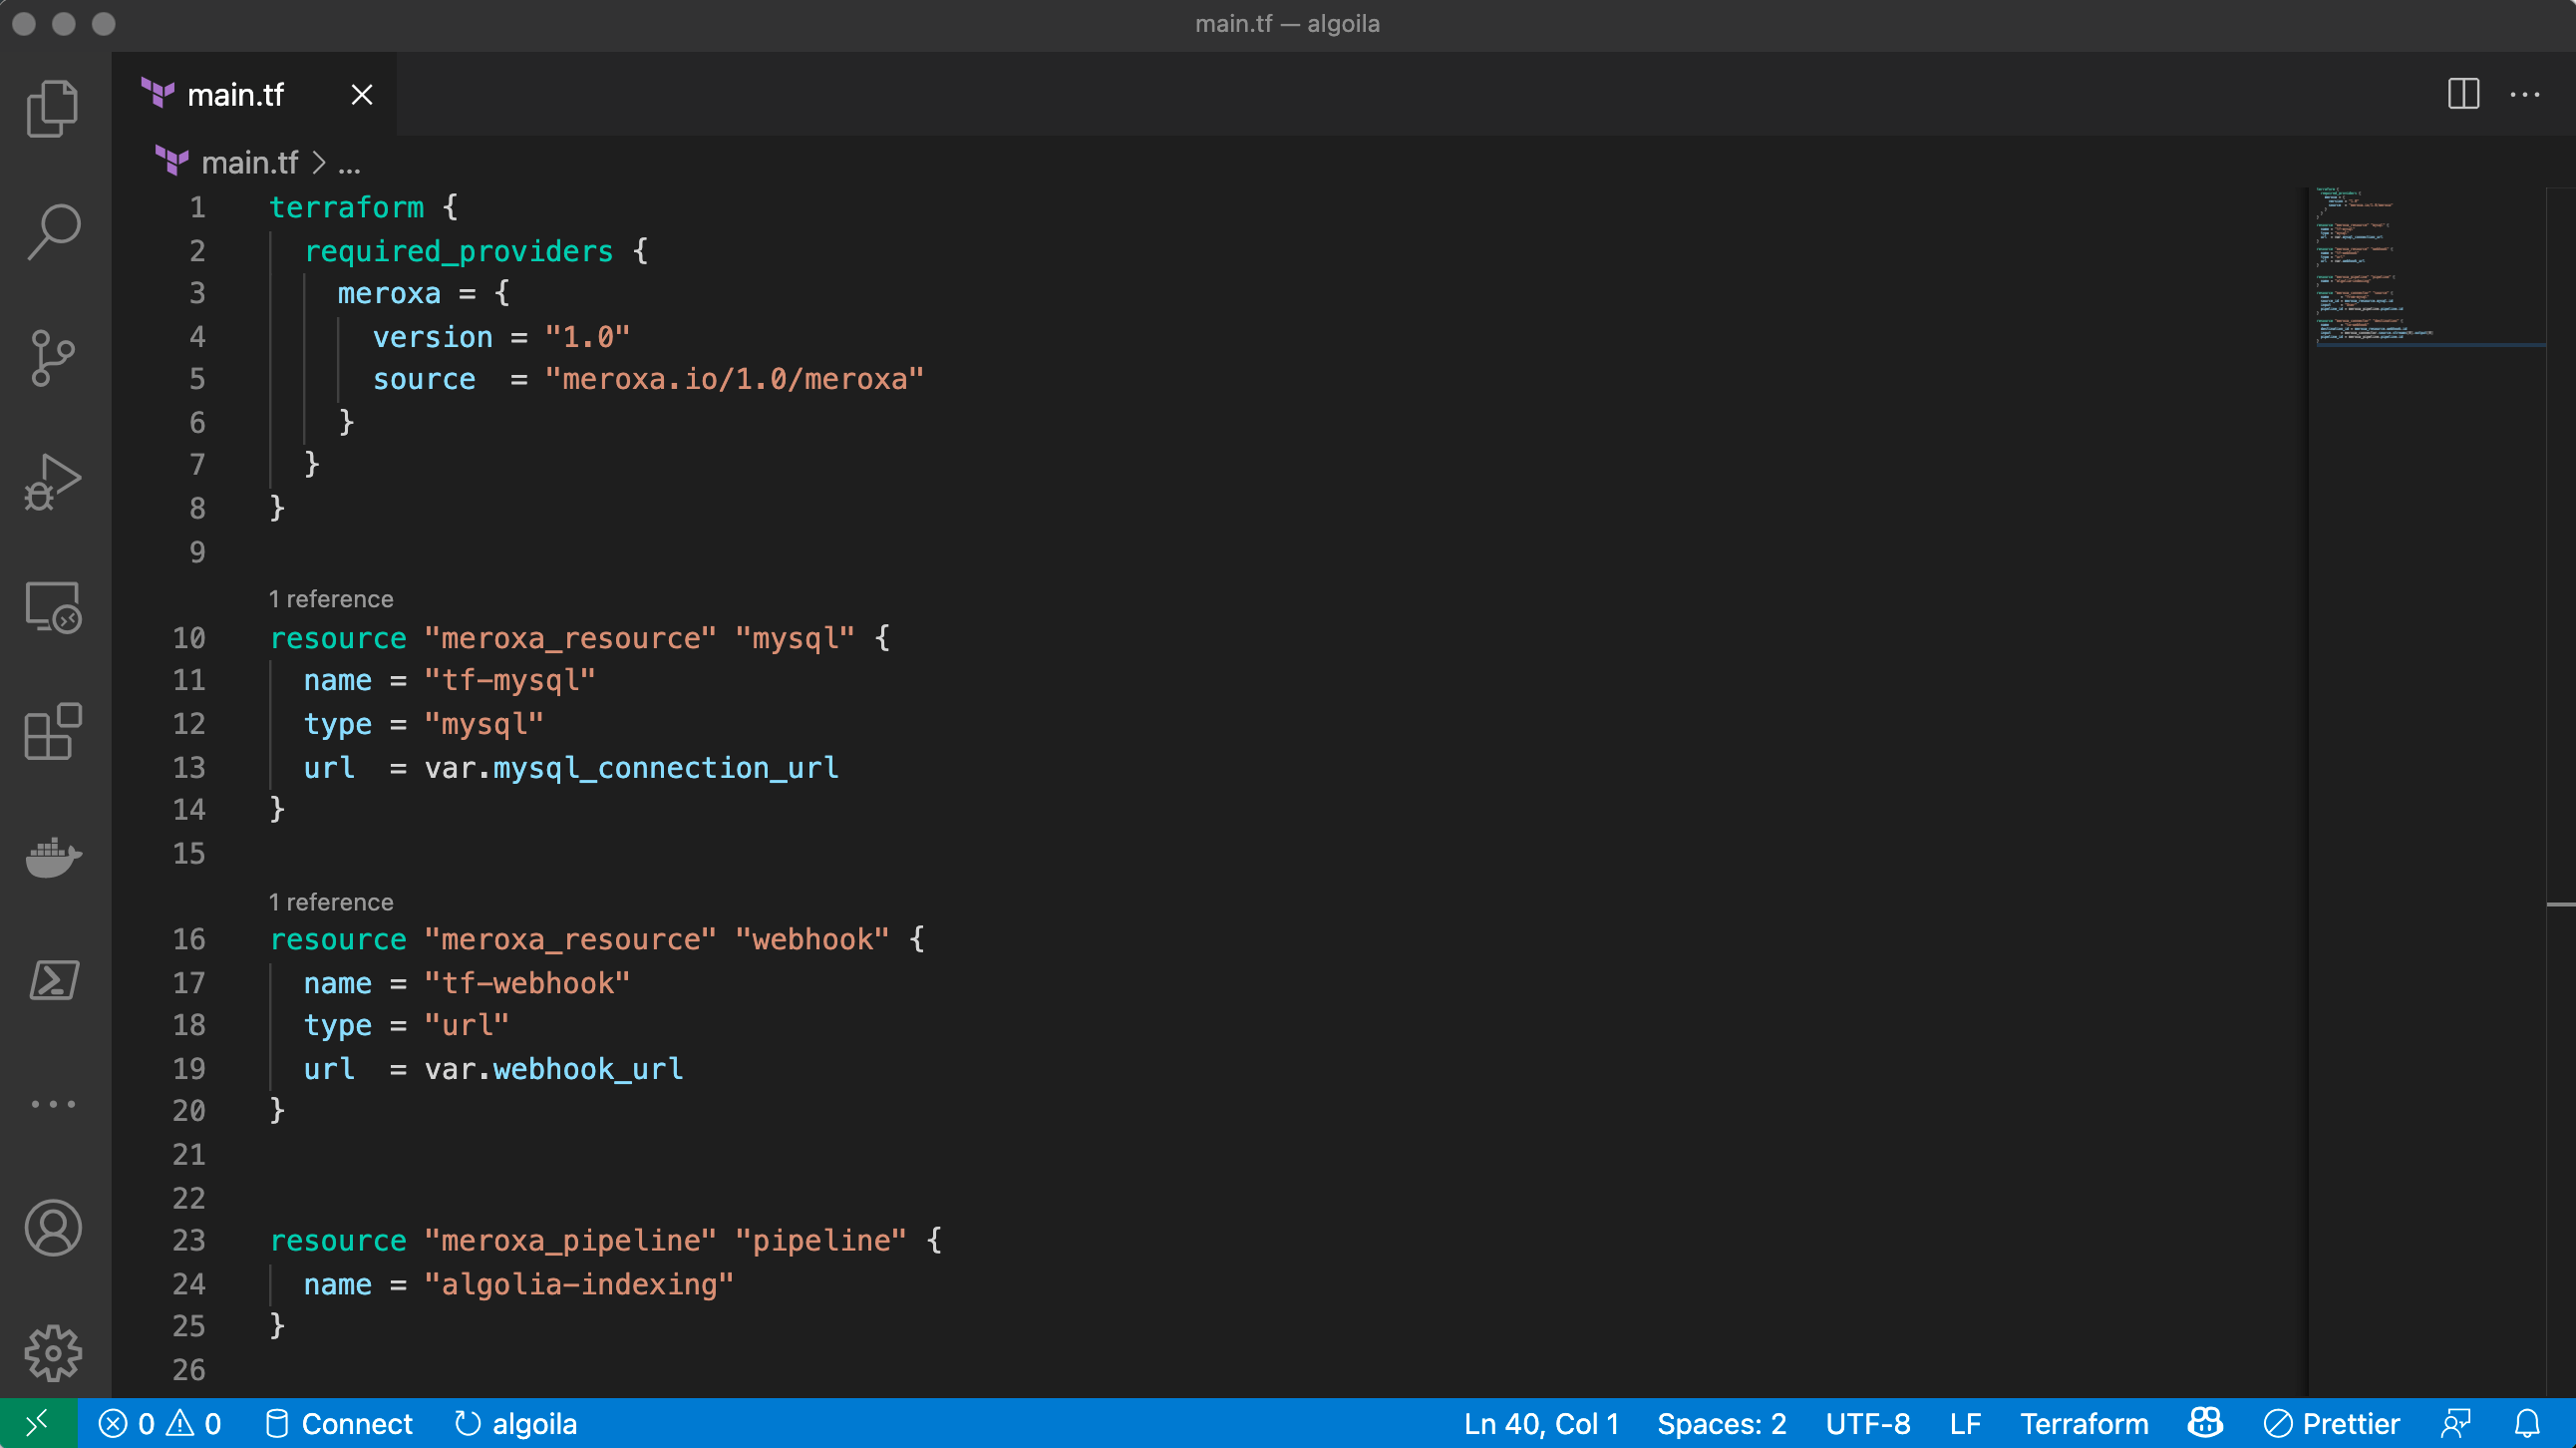 main.tf — algoila
main.tf
main.tf > ...
1 terraform {
2   required_providers {
3     meroxa = {
4       version = "1.0"
5       source  = "meroxa.io/1.0/meroxa"
6     }
7   }
8 }
9
1 reference
10 resource "meroxa_resource" "mysql" {
11   name = "tf-mysql"
12   type = "mysql"
13   url  = var.mysql_connection_url
14 }
15
1 reference
16 resource "meroxa_resource" "webhook" {
17   name = "tf-webhook"
18   type = "url"
19   url  = var.webhook_url
20 }
21
22
23 resource "meroxa_pipeline" "pipeline" {
24   name = "algolia-indexing"
25 }
26
0 0 Connect algoila Ln 40, Col 1 Spaces: 2 UTF-8 LF Terraform Prettier